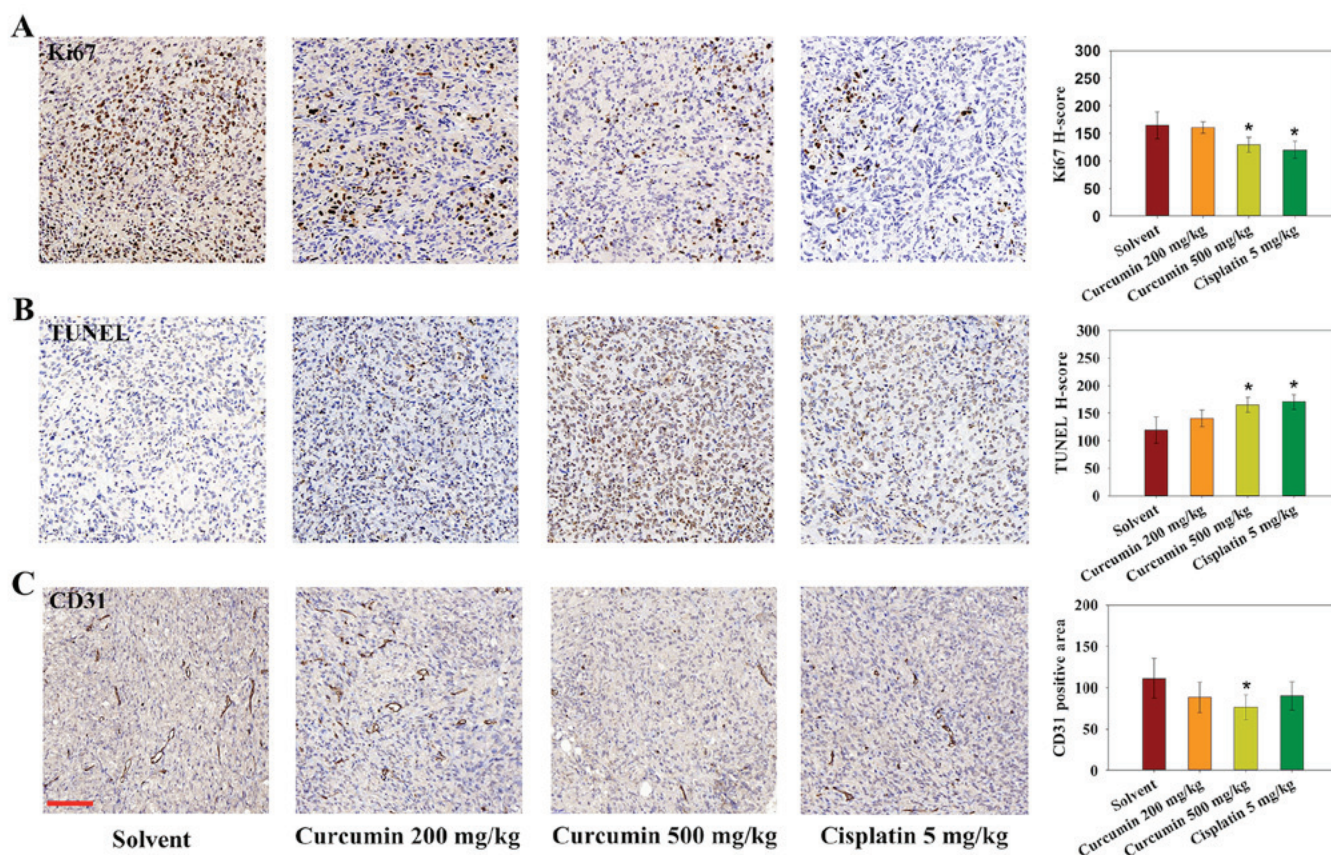 A
Ki67
300
250
200
150
100
50
0
Ki67 H-score
*
*
Solvent
Curcumin 200 mg/kg
Curcumin 500 mg/kg
Cisplatin 5 mg/kg
B
TUNEL
300
250
200
150
100
50
0
TUNEL H-score
*
*
Solvent
Curcumin 200 mg/kg
Curcumin 500 mg/kg
Cisplatin 5 mg/kg
C
CD31
200
150
100
50
0
CD31 positive area
*
Solvent
Curcumin 200 mg/kg
Curcumin 500 mg/kg
Cisplatin 5 mg/kg
Solvent
Curcumin 200 mg/kg
Curcumin 500 mg/kg
Cisplatin 5 mg/kg